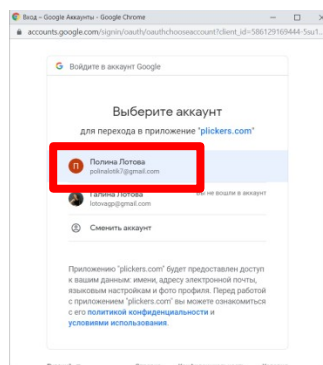 Вход – Google Аккаунты - Google Chrome
accounts.google.com/signin/oauth/oauthchooseaccount?client_id=586129169444-5su1...
Войдите в аккаунт Google
Выберите аккаунт
для перехода в приложение "plickers.com"
Полина Лотова
polinalotik7@gmail.com
Галина Лотова
Вы не вошли в аккаунт
lotovagp@gmail.com
Сменить аккаунт
Приложению "plickers.com" будет предоставлен доступ
к вашим данным: имени, адресу электронной почты,
языковым настройкам и фото профиля. Перед работой
с приложением "plickers.com" вы можете ознакомиться
с его политикой конфиденциальности и
условиями использования.